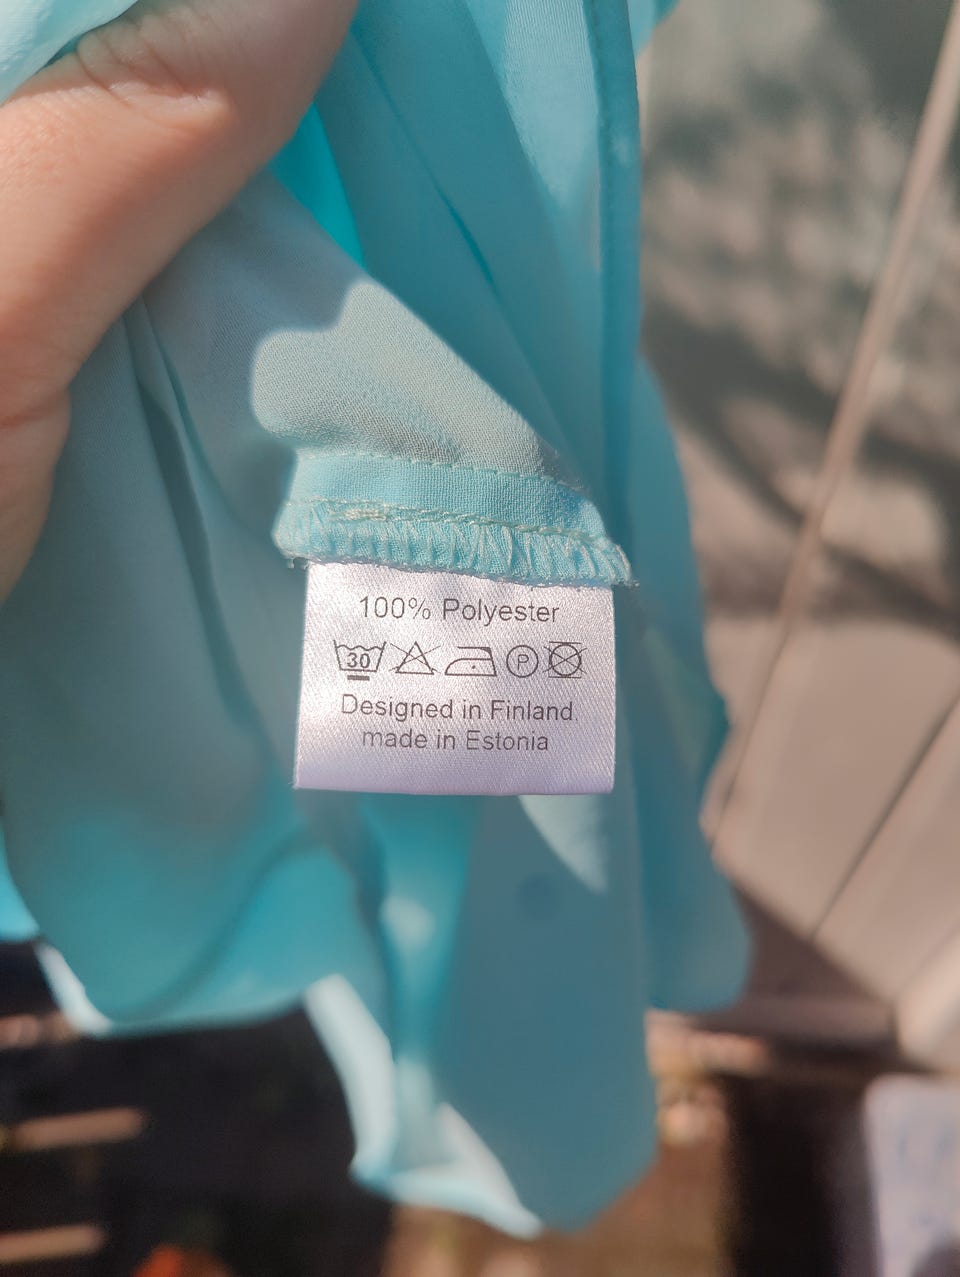 100% Polyester
30 P
Designed in Finland,
made in Estonia